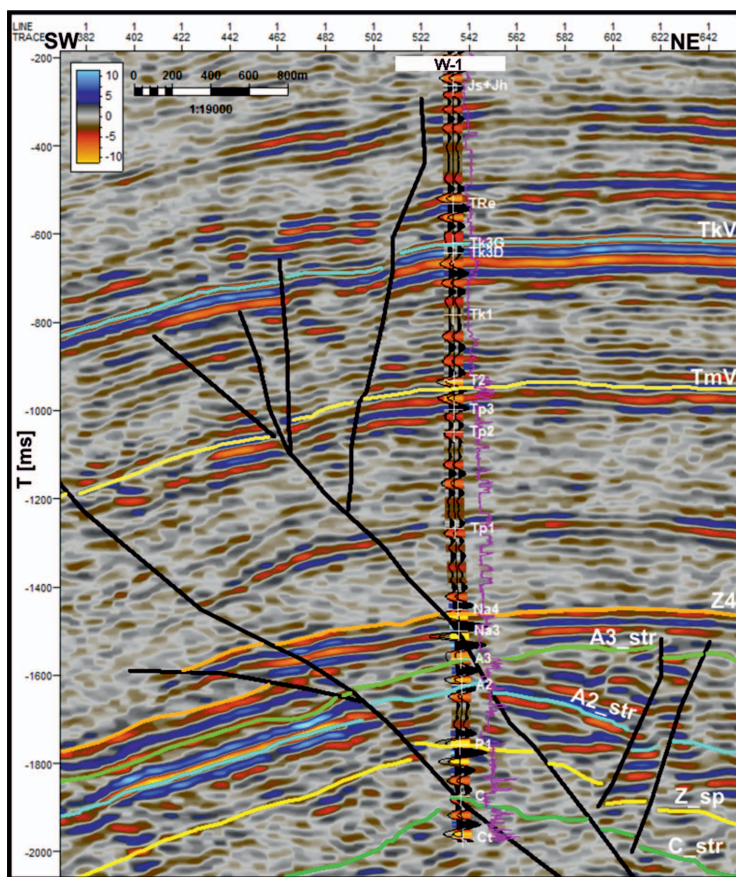 LINE 1 1 1 1 1 1 1 1 1 1 1 1 1 1
TRACE 382 402 422 442 462 482 502 522 542 562 582 602 622 642
SW NE
W-1
10
5
0
-5
-10
0 200 400 600 800m
1:19000
T [ms]
-200
-400
-600
-800
-1000
-1200
-1400
-1600
-1800
-2000
Js+Jh
TRe
Tk3G
Tk3D
Tk1
T2
Tp3
Tp2
Tp1
Na4
Na3
A3
A2
P1
C
Ct
TkV
TmV
Z4
A3_str
A2_str
Z_sp
C_str